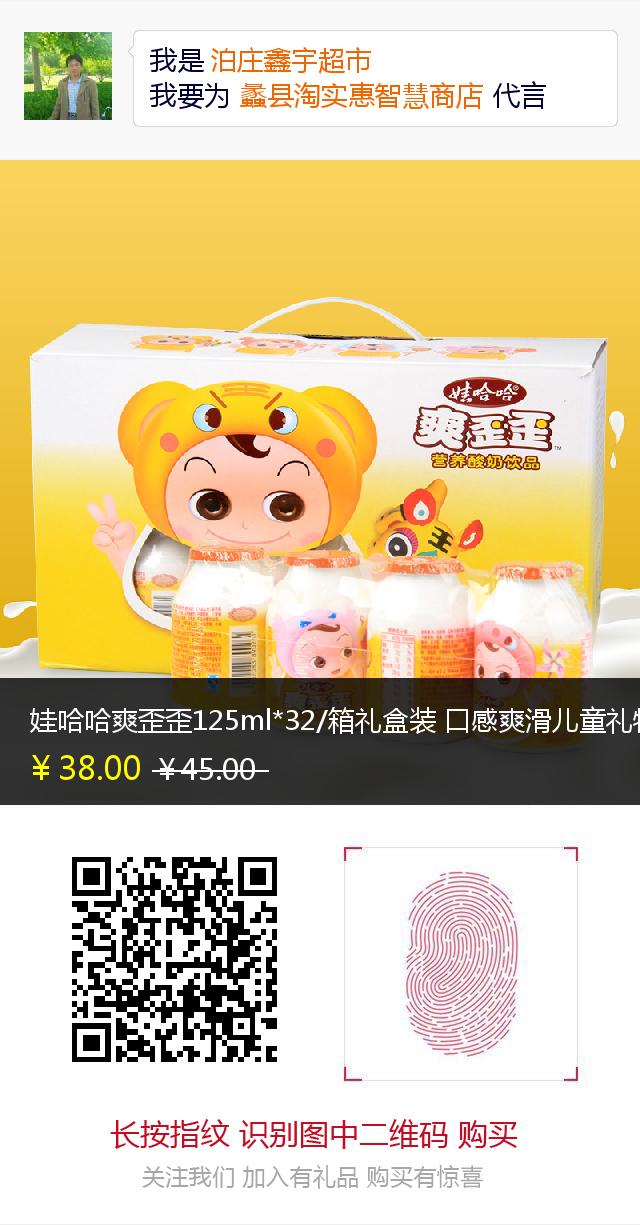 我是 泊庄鑫宇超市
我要为 蠡县淘实惠智慧商店 代言
娃哈哈®
爽歪歪™
营养酸奶饮品
王
娃哈哈爽歪歪125ml*32/箱礼盒装 口感爽滑儿童礼
¥ 38.00 ¥45.00
长按指纹 识别图中二维码 购买
关注我们 加入有礼品 购买有惊喜